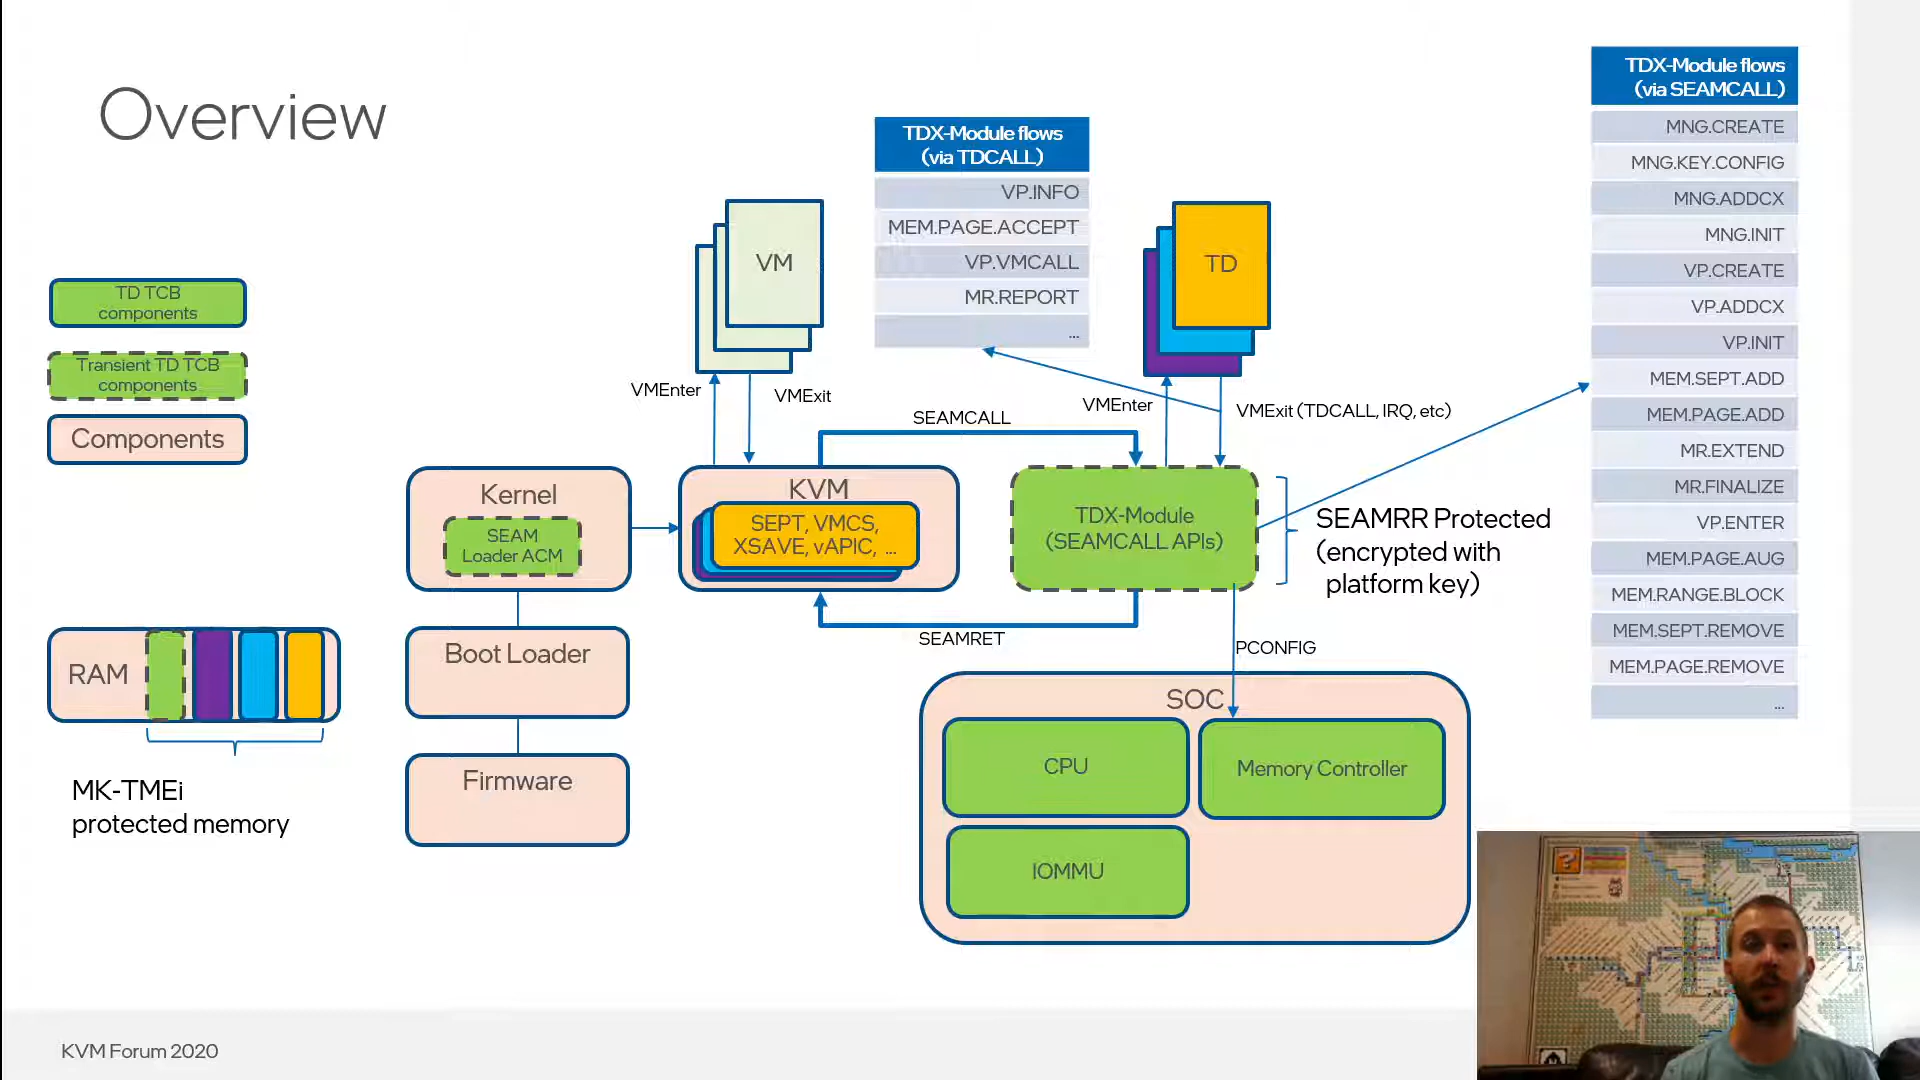 Overview
TDX-Module flows
(via TDCALL)
VP.INFO
MEM.PAGE.ACCEPT
VP.VMCALL
MR.REPORT
...
TDX-Module flows
(via SEAMCALL)
MNG.CREATE
MNG.KEY.CONFIG
MNG.ADDCX
MNG.INIT
VP.CREATE
VP.ADDCX
VP.INIT
MEM.SEPT.ADD
MEM.PAGE.ADD
MR.EXTEND
MR.FINALIZE
VP.ENTER
MEM.PAGE.AUG
MEM.RANGE.BLOCK
MEM.SEPT.REMOVE
MEM.PAGE.REMOVE
...
TD TCB
components
Transient TD TCB
components
Components
VM
TD
VMEnter
VMExit
VMEnter
VMExit (TDCALL, IRQ, etc)
SEAMCALL
Kernel
SEAM
Loader ACM
KVM
SEPT, VMCS,
XSAVE, vAPIC, ...
TDX-Module
(SEAMCALL APIs)
SEAMRR Protected
(encrypted with
platform key)
SEAMRET
PCONFIG
RAM
MK-TMEi
protected memory
Boot Loader
Firmware
SOC
CPU
Memory Controller
IOMMU
KVM Forum 2020
?